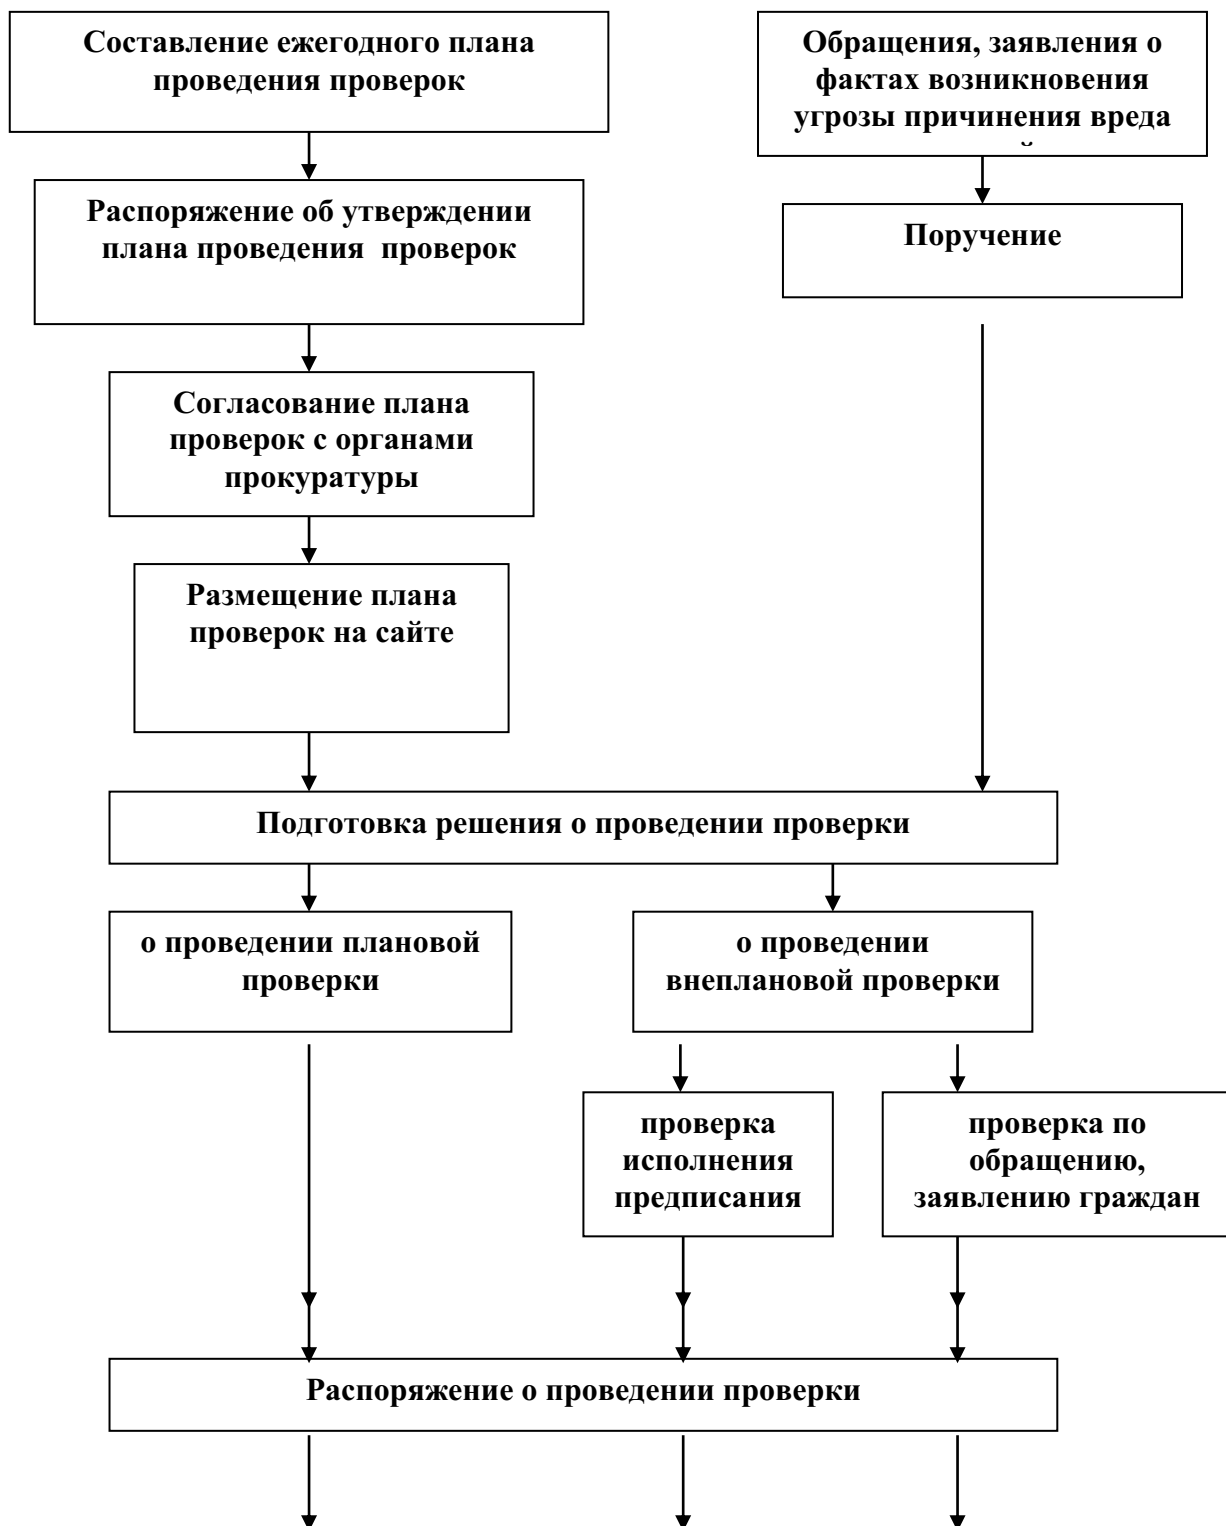 Составление ежегодного плана
проведения проверок
Обращения, заявления о
фактах возникновения
угрозы причинения вреда
Распоряжение об утверждении
плана проведения проверок
Поручение
Согласование плана
проверок с органами
прокуратуры
Размещение плана
проверок на сайте
Подготовка решения о проведении проверки
о проведении плановой
проверки
о проведении
внеплановой проверки
проверка
исполнения
предписания
проверка по
обращению,
заявлению граждан
Распоряжение о проведении проверки